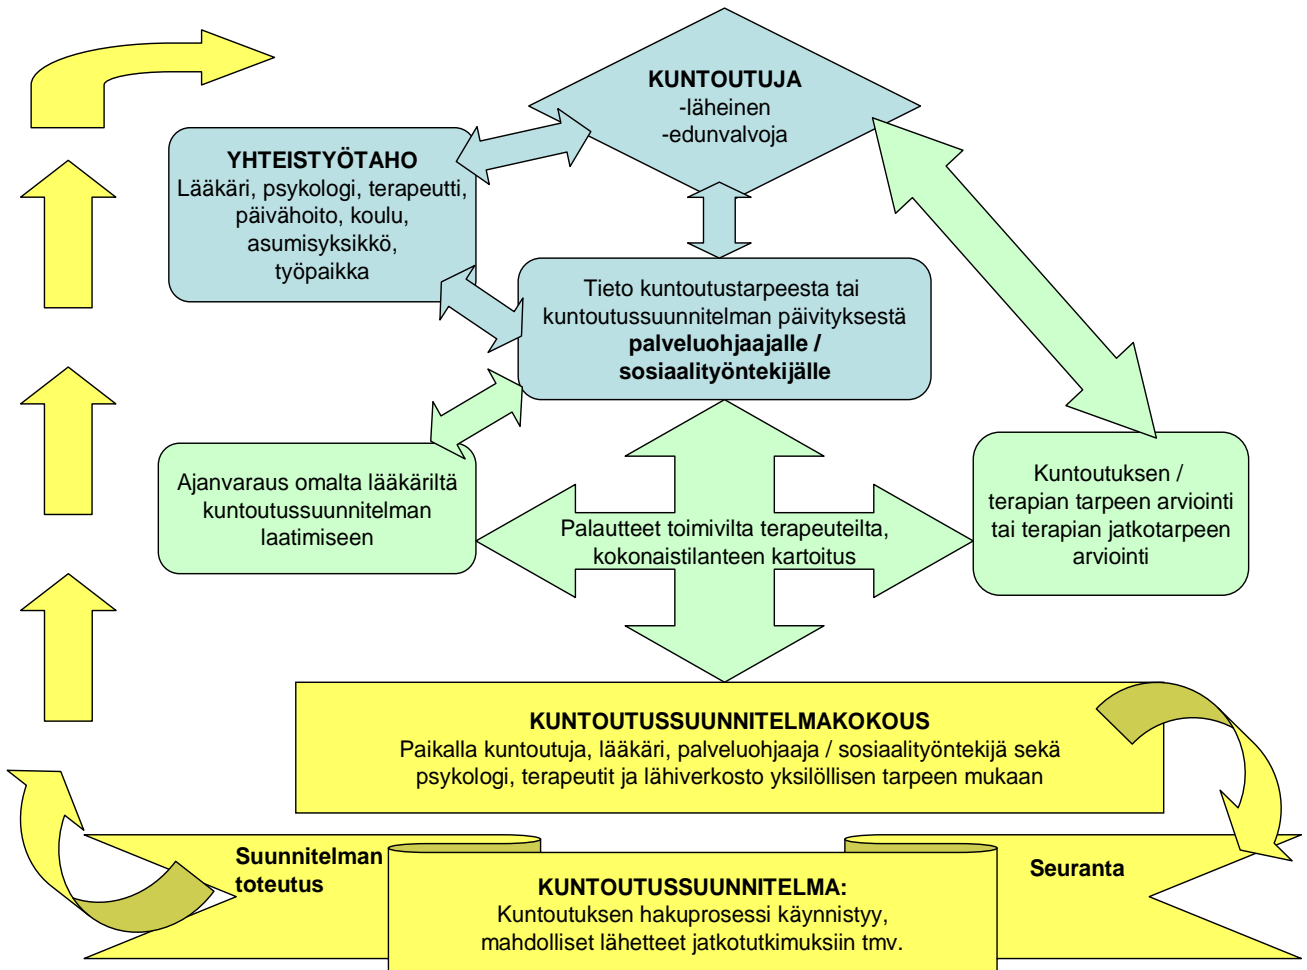 KUNTOUTUJA
-läheinen
-edunvalvoja
YHTEISTYÖTAHO
Lääkäri, psykologi, terapeutti,
päivähoito, koulu,
asumisyksikkö,
työpaikka
Tieto kuntoutustarpeesta tai
kuntoutussuunnitelman päivityksestä
palveluohjaajalle /
sosiaalityöntekijälle
Ajanvaraus omalta lääkäriltä
kuntoutussuunnitelman
laatimiseen
Palautteet toimivilta terapeuteilta,
kokonaistilanteen kartoitus
Kuntoutuksen /
terapian tarpeen arviointi
tai terapian jatkotarpeen
arviointi
KUNTOUTUSSUUNNITELMAKOKOUS
Paikalla kuntoutuja, lääkäri, palveluohjaaja / sosiaalityöntekijä sekä
psykologi, terapeutit ja lähiverkosto yksilöllisen tarpeen mukaan
Suunnitelman
toteutus
KUNTOUTUSSUUNNITELMA:
Kuntoutuksen hakuprosessi käynnistyy,
mahdolliset lähetteet jatkotutkimuksiin tmv.
Seuranta